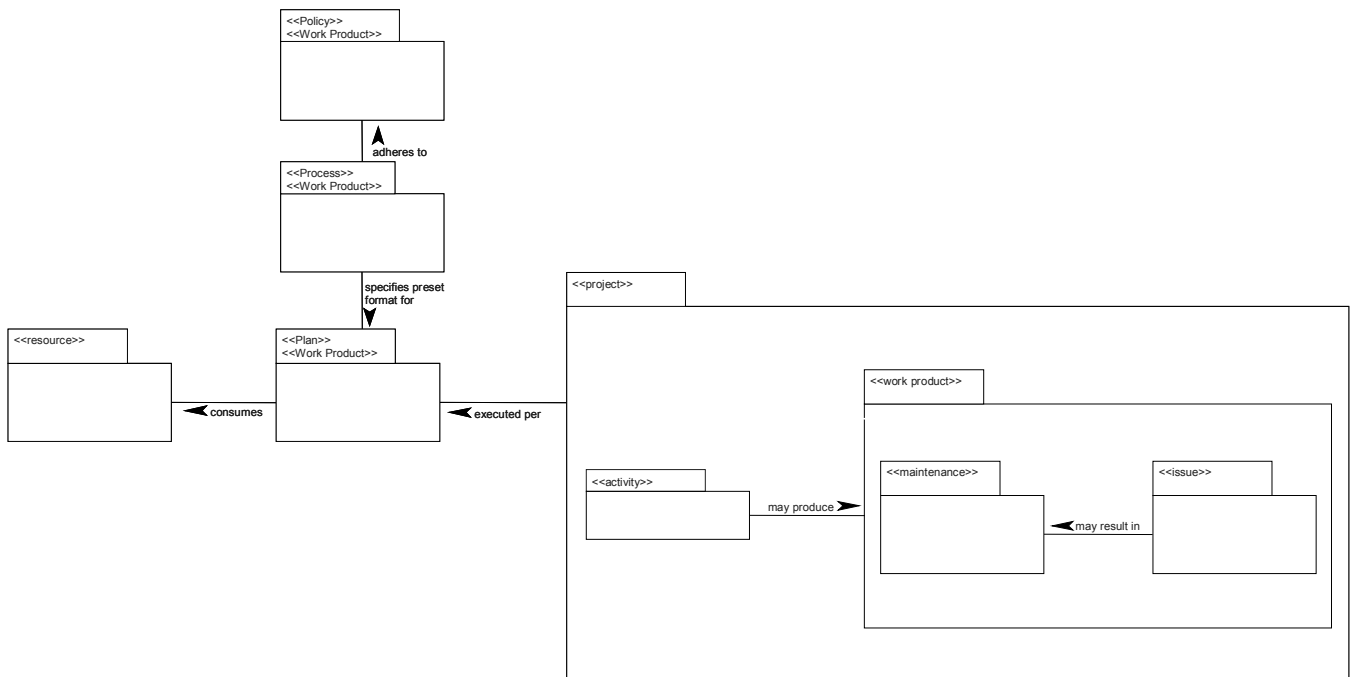 <<Policy>>
<<Work Product>>
adheres to
<<Process>>
<<Work Product>>
specifies preset
format for
<<project>>
<<resource>>
<<Plan>>
<<Work Product>>
consumes
executed per
<<work product>>
<<activity>>
may produce
<<maintenance>>
<<issue>>
may result in